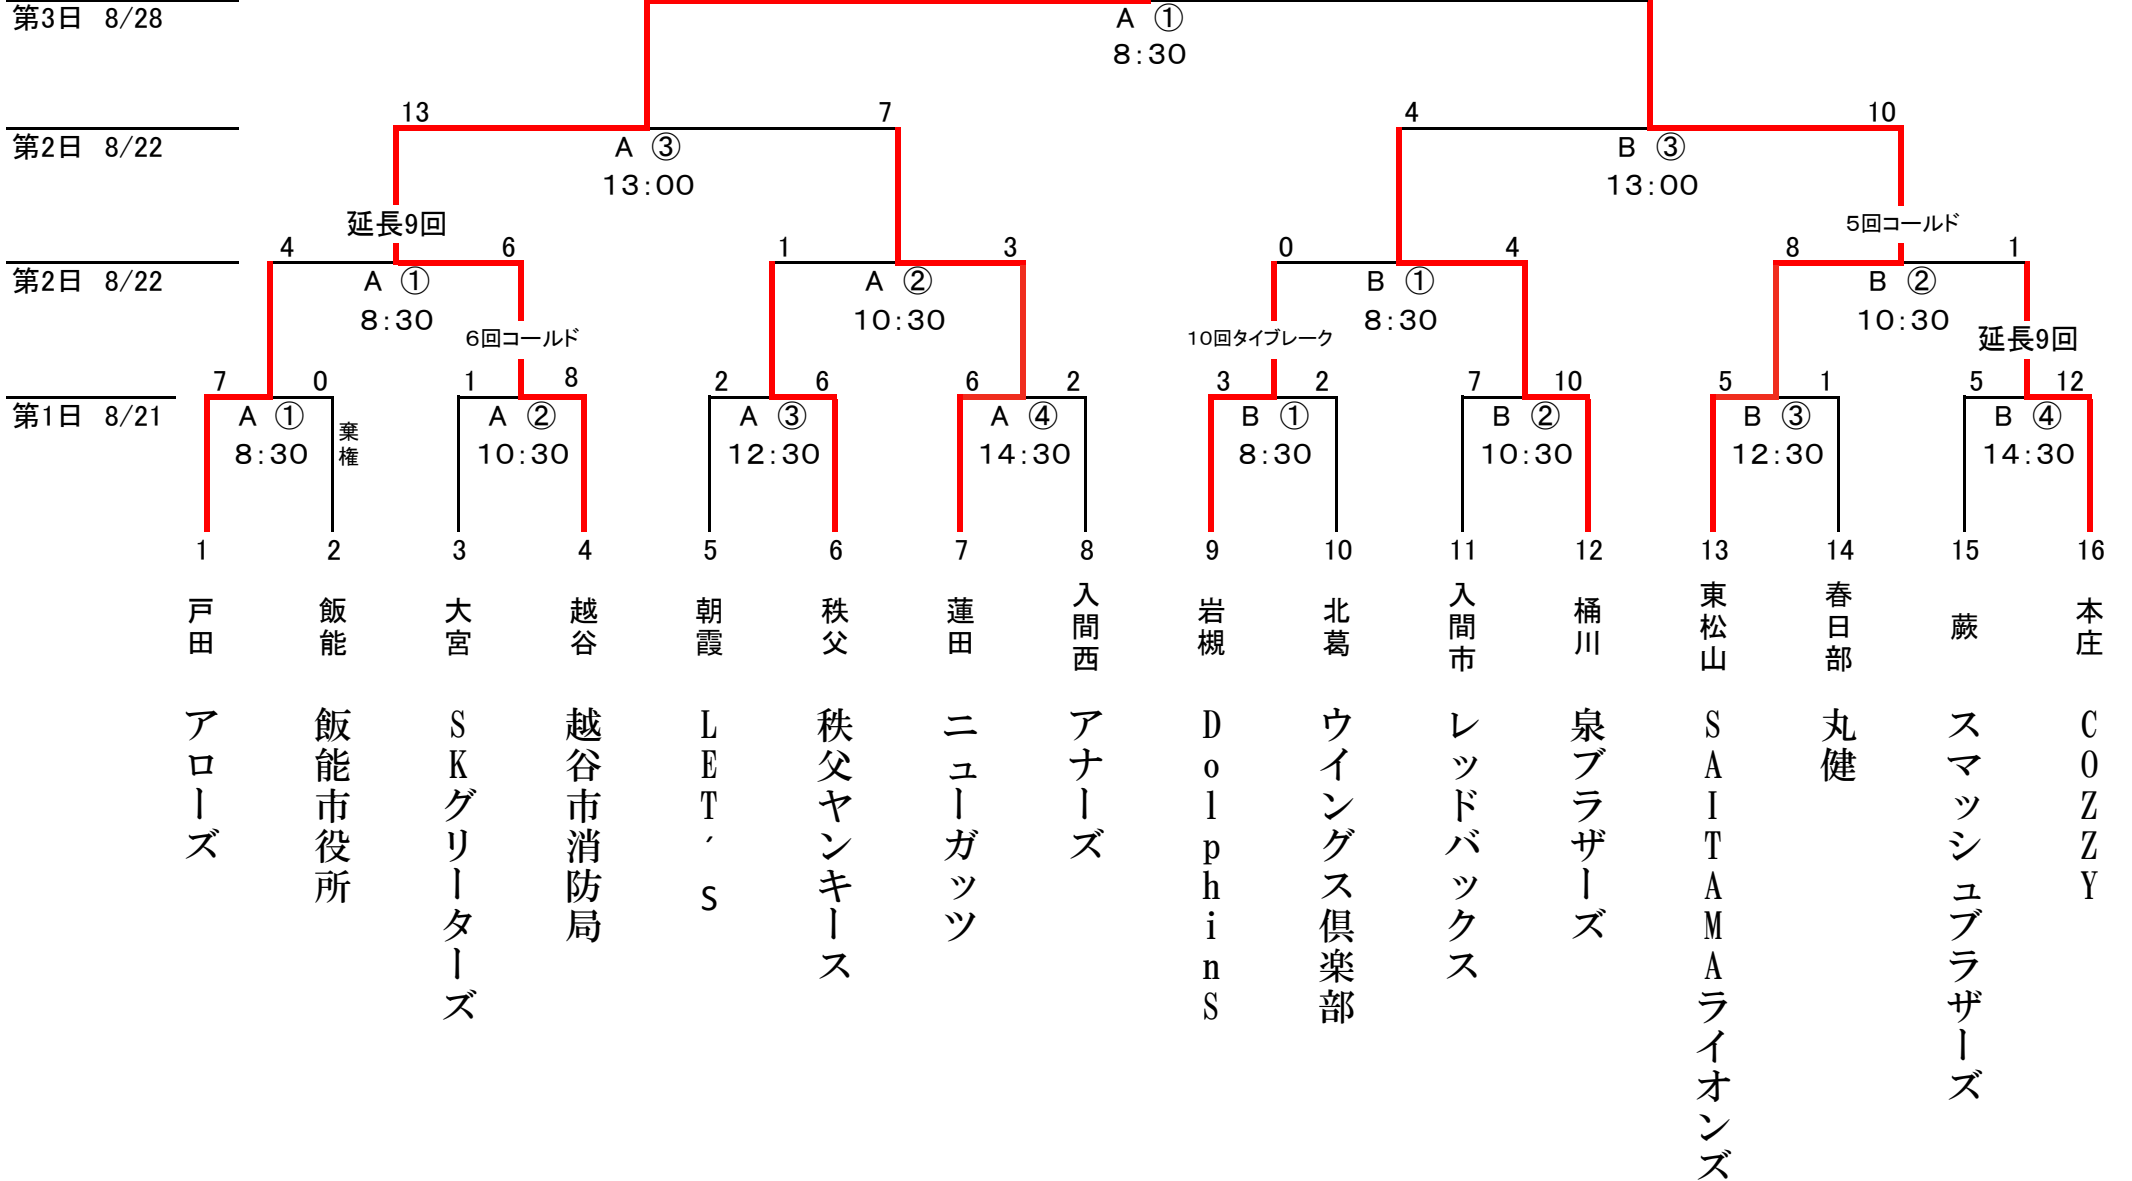 第3日 8/28
A ①
8:30
13 7 4 10
第2日 8/22
A ③ B ③
13:00 13:00
延長9回 5回コールド
4 6 1 3 0 4 8 1
第2日 8/22
A ① A ② B ① B ②
8:30 10:30 8:30 10:30
6回コールド 10回タイブレーク 延長9回
7 0 1 8 2 6 6 2 3 2 7 10 5 1 5 12
第1日 8/21
A ① A ② A ③ A ④ B ① B ② B ③ B ④
8:30 10:30 12:30 14:30 8:30 10:30 12:30 14:30
棄権
1 2 3 4 5 6 7 8 9 10 11 12 13 14 15 16
戸田
飯能
大宮
越谷
朝霞
秩父
蓮田
入間西
岩槻
北葛
入間市
桶川
東松山
春日部
蕨
本庄
アローズ
飯能市役所
SKグリーターズ
越谷市消防局
LET´S
秩父ヤンキース
ニューガッツ
アナーズ
DolphinS
ウイングス倶楽部
レッドバックス
泉ブラザーズ
SAITAMAライオンズ
丸健
スマッシュブラザーズ
COZZY